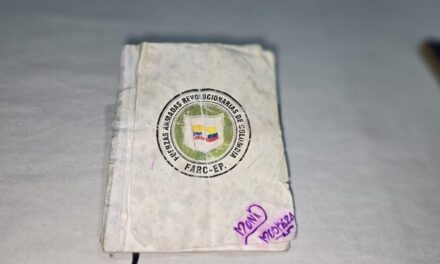 FUERZAS ARMADAS REVOLUCIONARIAS DE COLOMBIA
FARC-EP.